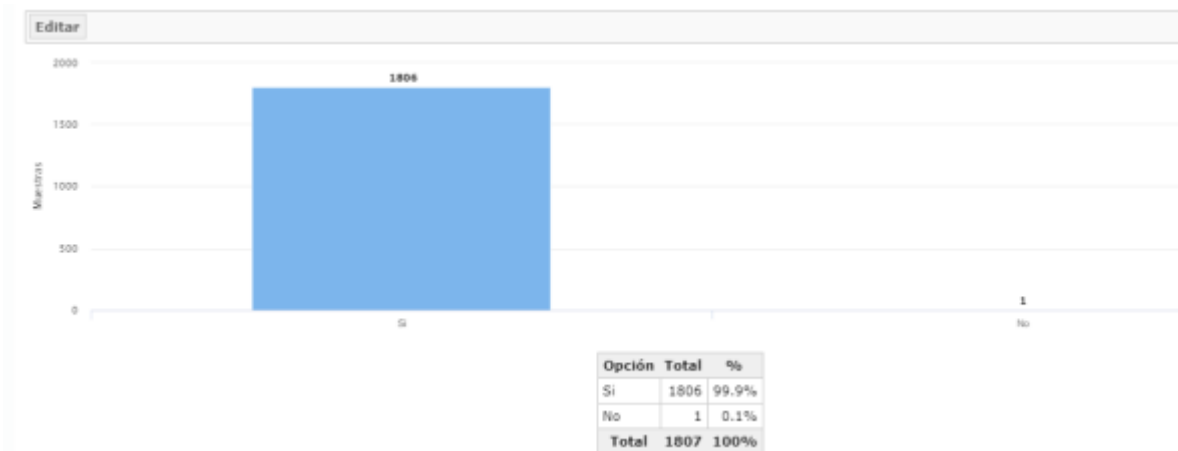 Editar
2000
1806
1500
Muestras
1000
500
1
0
Si
No
Opción Total %
Si 1806 99.9%
No 1 0.1%
Total 1807 100%